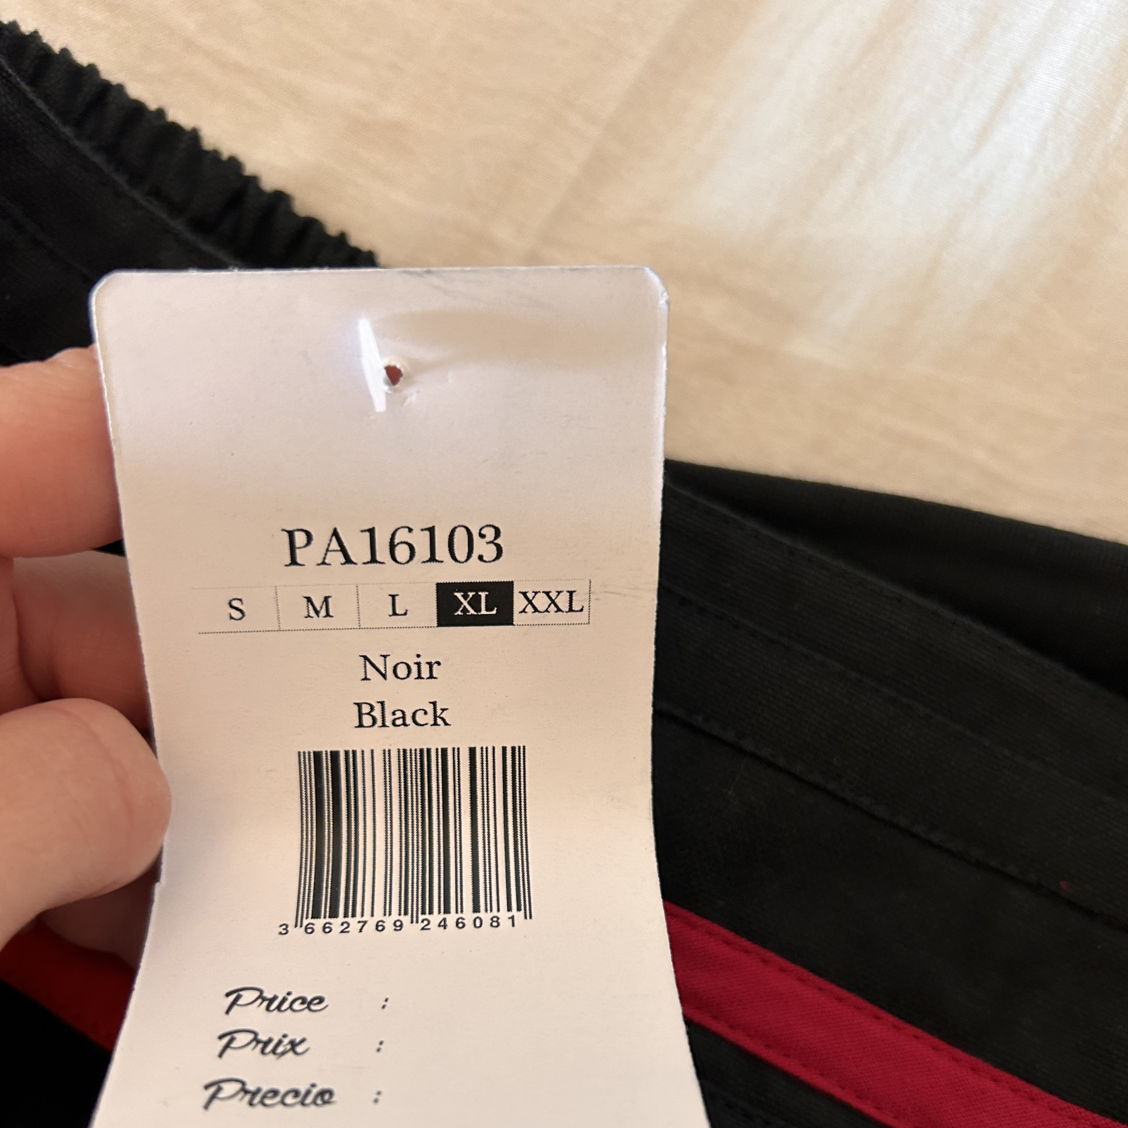 PA16103
S M L XL XXL
Noir
Black
3 662769 246081
Price :
Prix :
Precio :